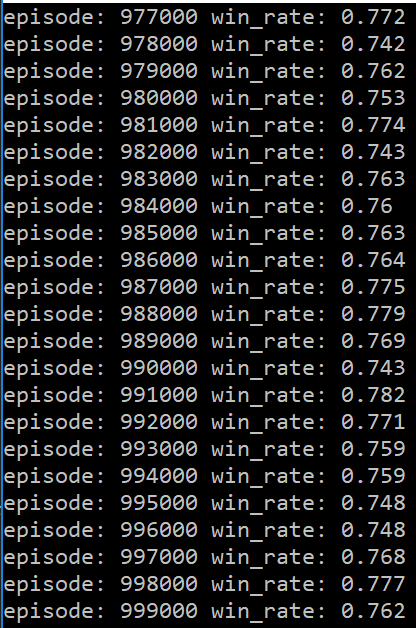 episode: 977000 win_rate: 0.772
episode: 978000 win_rate: 0.742
episode: 979000 win_rate: 0.762
episode: 980000 win_rate: 0.753
episode: 981000 win_rate: 0.774
episode: 982000 win_rate: 0.743
episode: 983000 win_rate: 0.763
episode: 984000 win_rate: 0.76
episode: 985000 win_rate: 0.763
episode: 986000 win_rate: 0.764
episode: 987000 win_rate: 0.775
episode: 988000 win_rate: 0.779
episode: 989000 win_rate: 0.769
episode: 990000 win_rate: 0.743
episode: 991000 win_rate: 0.782
episode: 992000 win_rate: 0.771
episode: 993000 win_rate: 0.759
episode: 994000 win_rate: 0.759
episode: 995000 win_rate: 0.748
episode: 996000 win_rate: 0.748
episode: 997000 win_rate: 0.768
episode: 998000 win_rate: 0.777
episode: 999000 win_rate: 0.762